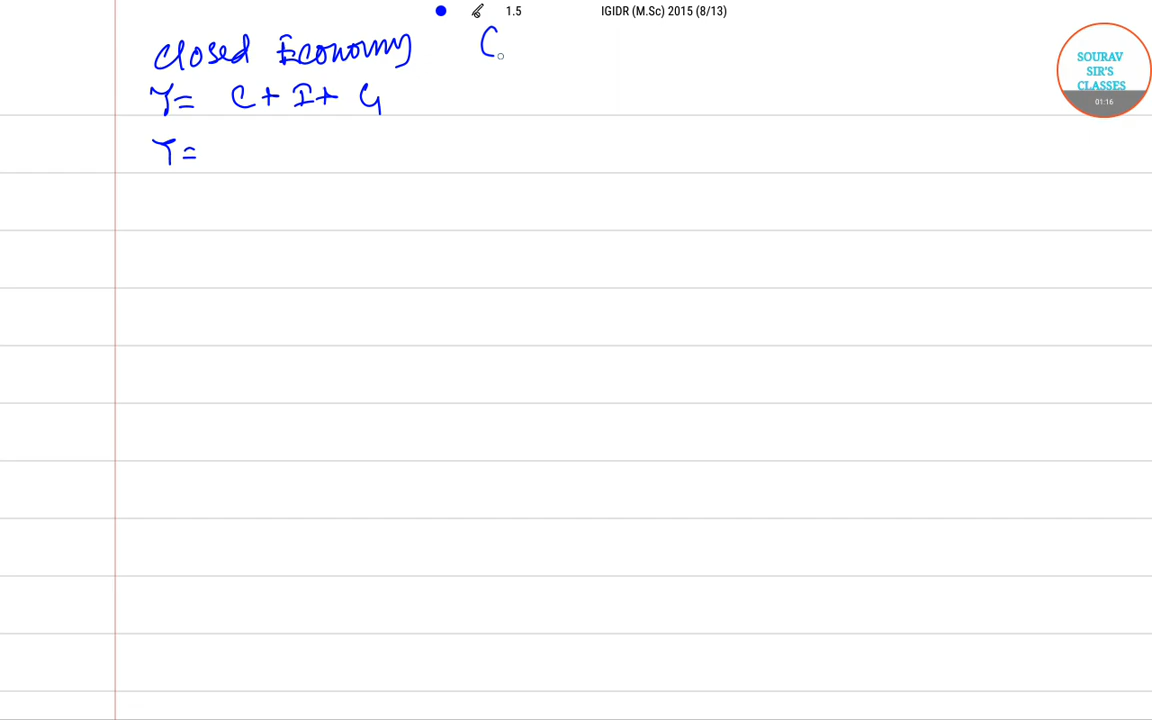 1.5 IGIDR (M.Sc) 2015 (8/13)
Closed Economy C
Y = C + I + G
Y =
SOURAV
SIR'S
CLASSES
01:16